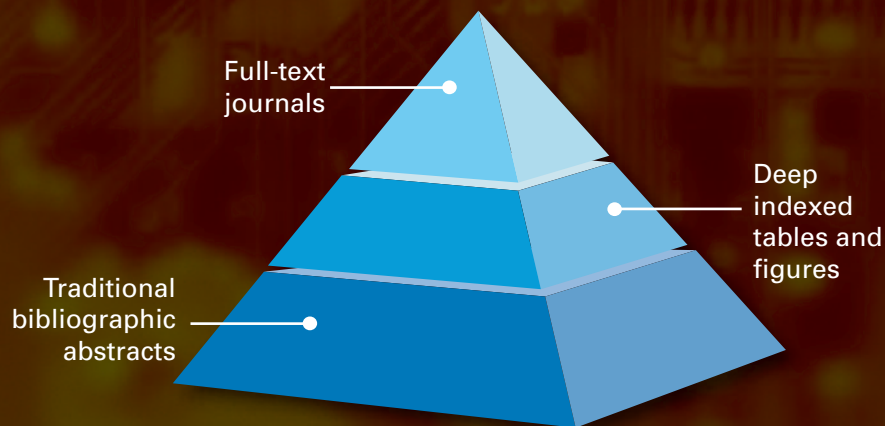 Full-text
journals
Deep
indexed
tables and
figures
Traditional
bibliographic
abstracts